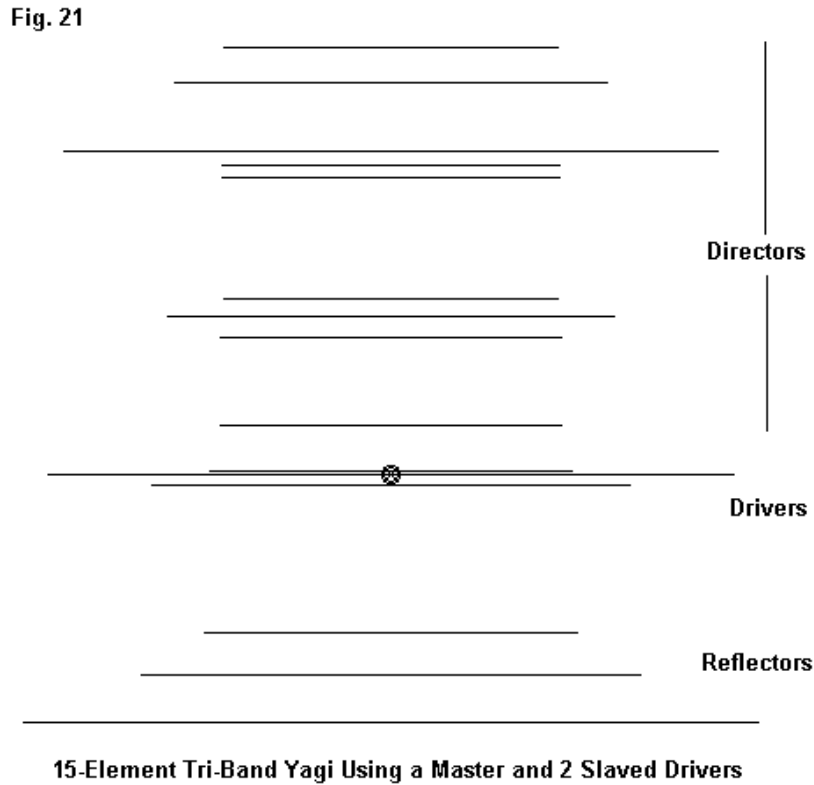 Fig. 21
Directors
Drivers
Reflectors
15-Element Tri-Band Yagi Using a Master and 2 Slaved Drivers